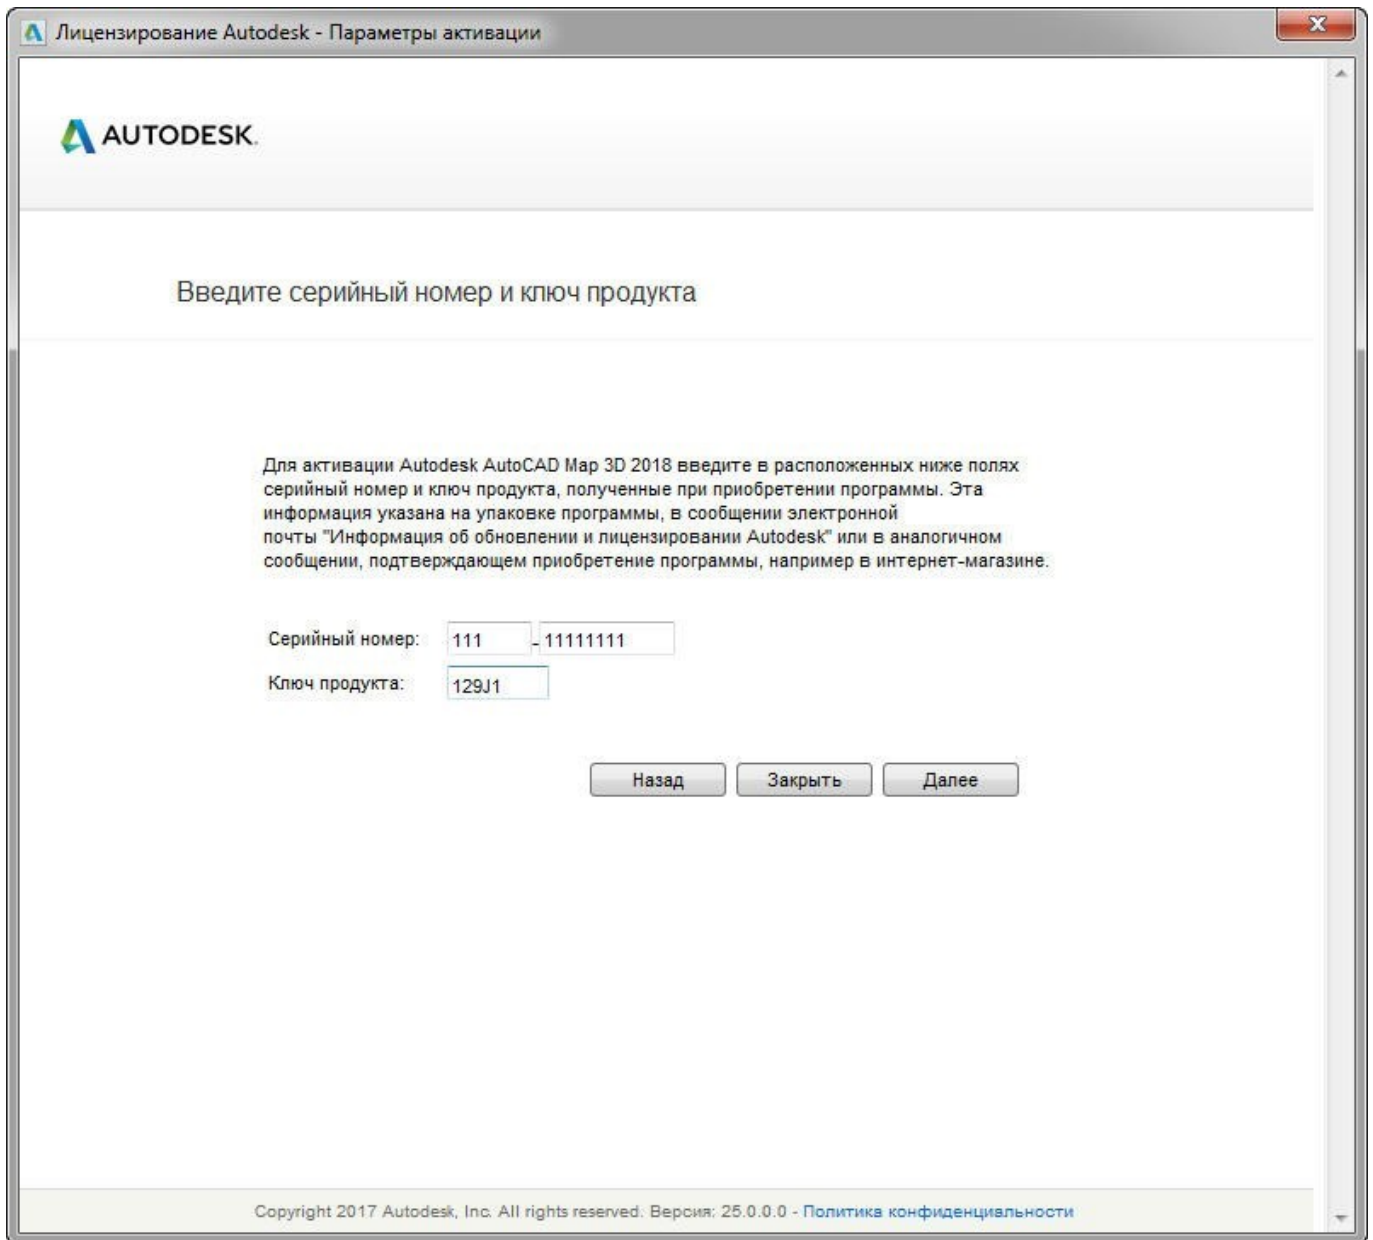 Лицензирование Autodesk - Параметры активации
AUTODESK.
Введите серийный номер и ключ продукта
Для активации Autodesk AutoCAD Map 3D 2018 введите в расположенных ниже полях
серийный номер и ключ продукта, полученные при приобретении программы. Эта
информация указана на упаковке программы, в сообщении электронной
почты "Информация об обновлении и лицензировании Autodesk" или в аналогичном
сообщении, подтверждающем приобретение программы, например в интернет-магазине.
Серийный номер: 111 - 11111111
Ключ продукта: 129J1
Назад Закрыть Далее
Copyright 2017 Autodesk, Inc. All rights reserved. Версия: 25.0.0.0 - Политика конфиденциальности